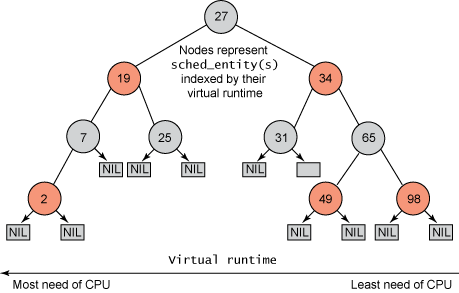 27
Nodes represent
sched_entity(s)
indexed by their
virtual runtime
19
34
7
25
31
65
NIL
NIL
NIL
NIL
2
49
98
NIL
NIL
NIL
NIL
NIL
NIL
Virtual runtime
Most need of CPU
Least need of CPU